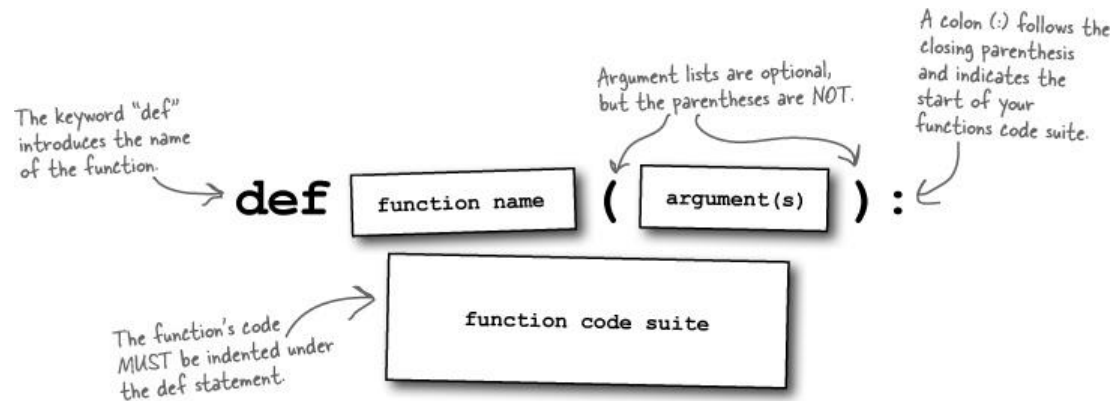 A colon (:) follows the
closing parenthesis
and indicates the
start of your
functions code suite.
Argument lists are optional,
but the parentheses are NOT.
The keyword "def"
introduces the name
of the function.
def function name ( argument(s) ) :
function code suite
The function's code
MUST be indented under
the def statement.